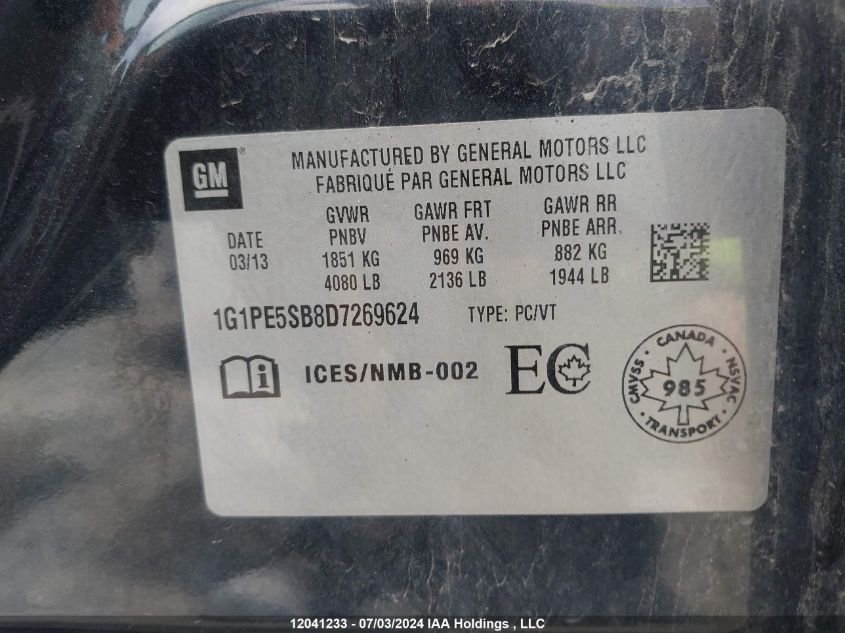 GM
MANUFACTURED BY GENERAL MOTORS LLC
FABRIQUÉ PAR GENERAL MOTORS LLC
DATE
03/13
GVWR
PNBV
1851 KG
4080 LB
GAWR FRT
PNBE AV.
969 KG
2136 LB
GAWR RR
PNBE ARR.
882 KG
1944 LB
1G1PE5SB8D7269624 TYPE: PC/VT
i ICES/NMB-002 EC
CANADA
CMVSS 985 NSVAC
TRANSPORT
12041233 - 07/03/2024 IAA Holdings , LLC